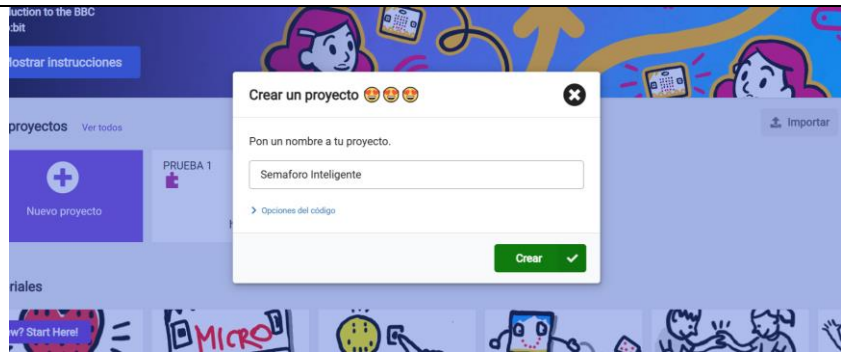 uction to the BBC
:bit
Mostrar instrucciones
Crear un proyecto 🤩🤩🤩
proyectos Ver todos
Importar
Pon un nombre a tu proyecto.
PRUEBA 1
Semaforo Inteligente
Nuevo proyecto
Opciones del código
Crear
riales
w? Start Here!
MICRO